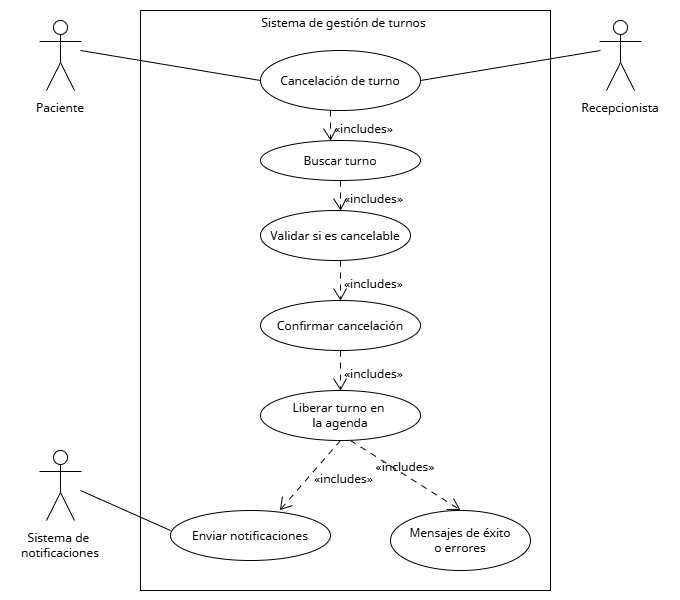 Sistema de gestión de turnos
Paciente
Cancelación de turno
Recepcionista
«includes»
Buscar turno
«includes»
Validar si es cancelable
«includes»
Confirmar cancelación
«includes»
Liberar turno en
la agenda
«includes»
«includes»
Sistema de
notificaciones
Enviar notificaciones
Mensajes de éxito
o errores